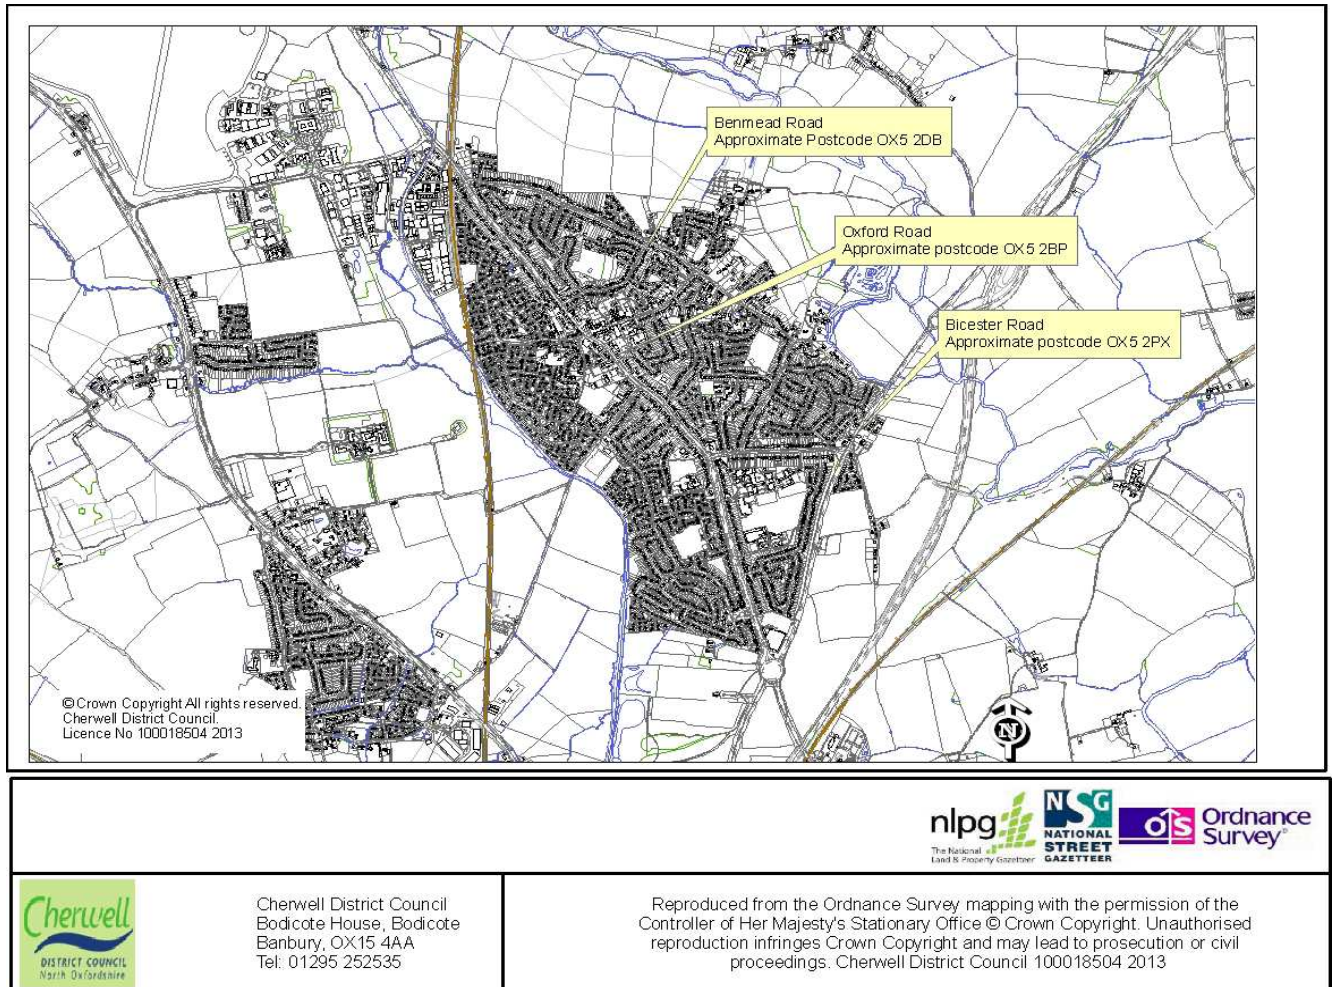 Benmead Road
Approximate Postcode OX5 2DB
Oxford Road
Approximate postcode OX5 2BP
Bicester Road
Approximate postcode OX5 2PX
© Crown Copyright All rights reserved.
Cherwell District Council.
Licence No 100018504 2013
N
nlpg
The National
Land & Property Gazetteer
NSG
NATIONAL
STREET
GAZETTEER
OS
Ordnance
Survey®
Cherwell
DISTRICT COUNCIL
North Oxfordshire
Cherwell District Council
Bodicote House, Bodicote
Banbury, OX15 4AA
Tel: 01295 252535
Reproduced from the Ordnance Survey mapping with the permission of the
Controller of Her Majesty's Stationary Office © Crown Copyright. Unauthorised
reproduction infringes Crown Copyright and may lead to prosecution or civil
proceedings. Cherwell District Council 100018504 2013